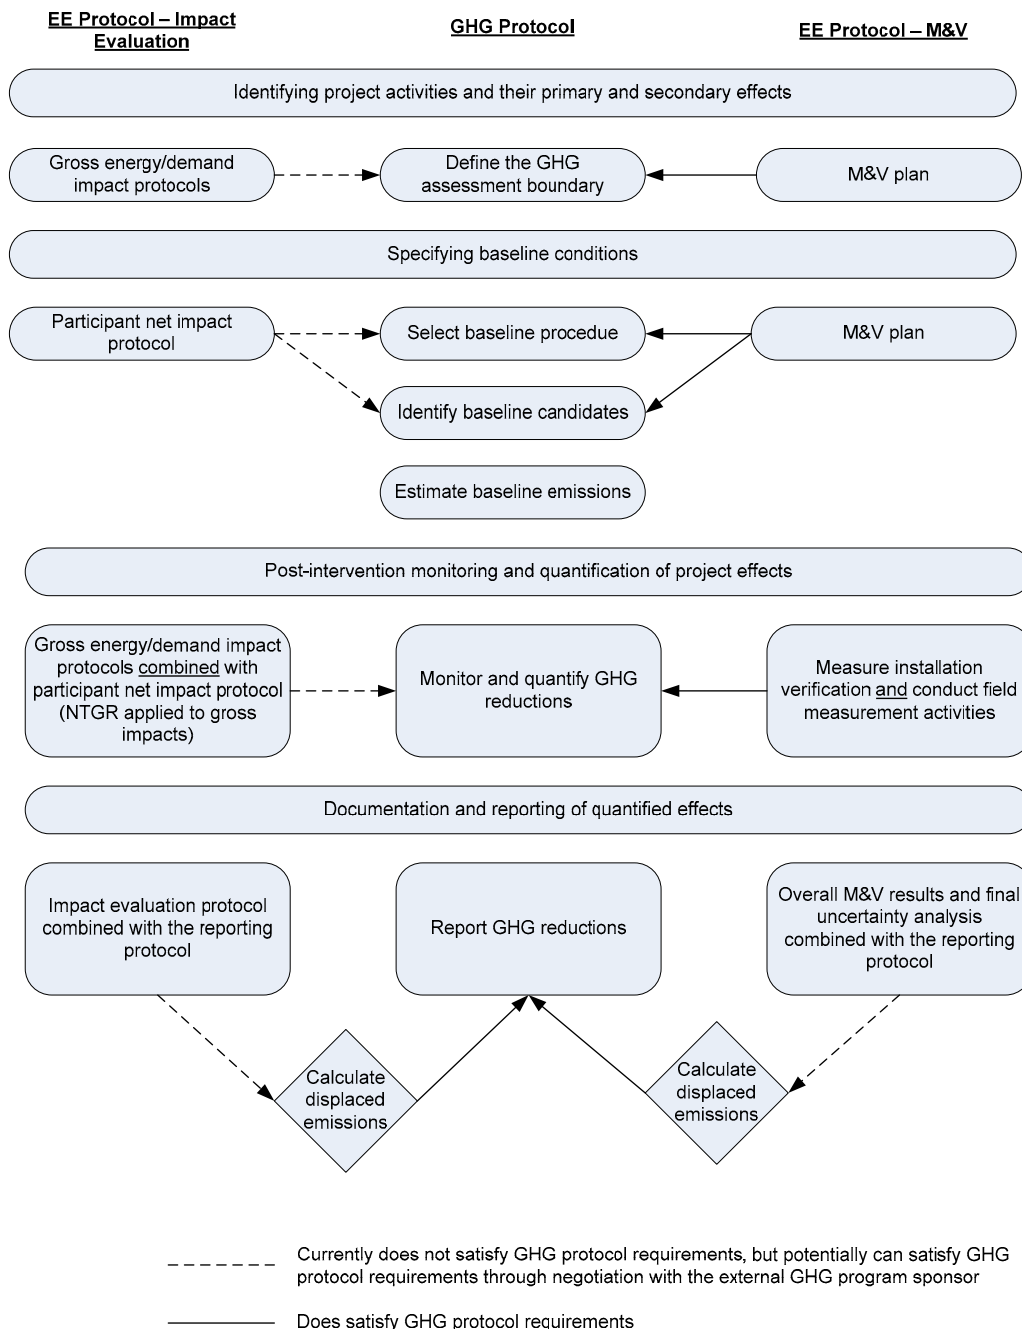 EE Protocol – Impact
Evaluation
GHG Protocol
EE Protocol – M&V
Identifying project activities and their primary and secondary effects
Gross energy/demand
impact protocols
Define the GHG
assessment boundary
M&V plan
Specifying baseline conditions
Participant net impact
protocol
Select baseline procedue
M&V plan
Identify baseline candidates
Estimate baseline emissions
Post-intervention monitoring and quantification of project effects
Gross energy/demand impact
protocols combined with
participant net impact protocol
(NTGR applied to gross
impacts)
Monitor and quantify GHG
reductions
Measure installation
verification and conduct field
measurement activities
Documentation and reporting of quantified effects
Impact evaluation protocol
combined with the reporting
protocol
Report GHG reductions
Overall M&V results and final
uncertainty analysis
combined with the reporting
protocol
Calculate
displaced
emissions
Calculate
displaced
emissions
Currently does not satisfy GHG protocol requirements, but potentially can satisfy GHG
protocol requirements through negotiation with the external GHG program sponsor
Does satisfy GHG protocol requirements